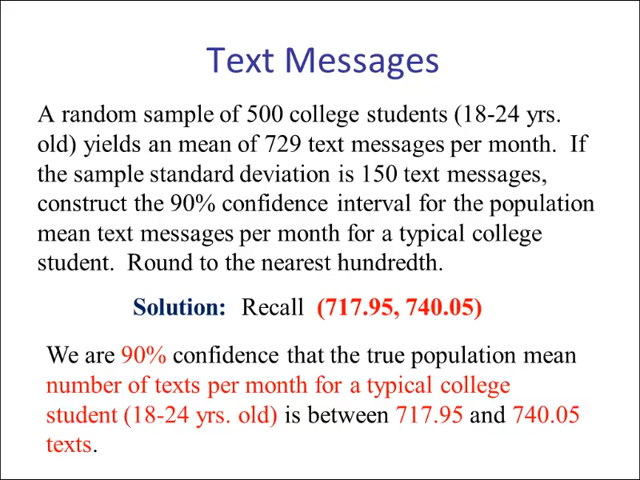 Text Messages
A random sample of 500 college students (18-24 yrs.
old) yields an mean of 729 text messages per month.  If
the sample standard deviation is 150 text messages,
construct the 90% confidence interval for the population
mean text messages per month for a typical college
student.  Round to the nearest hundredth.
Solution:  Recall  (717.95, 740.05)
We are 90% confidence that the true population mean
number of texts per month for a typical college
student (18-24 yrs. old) is between 717.95 and 740.05
texts.